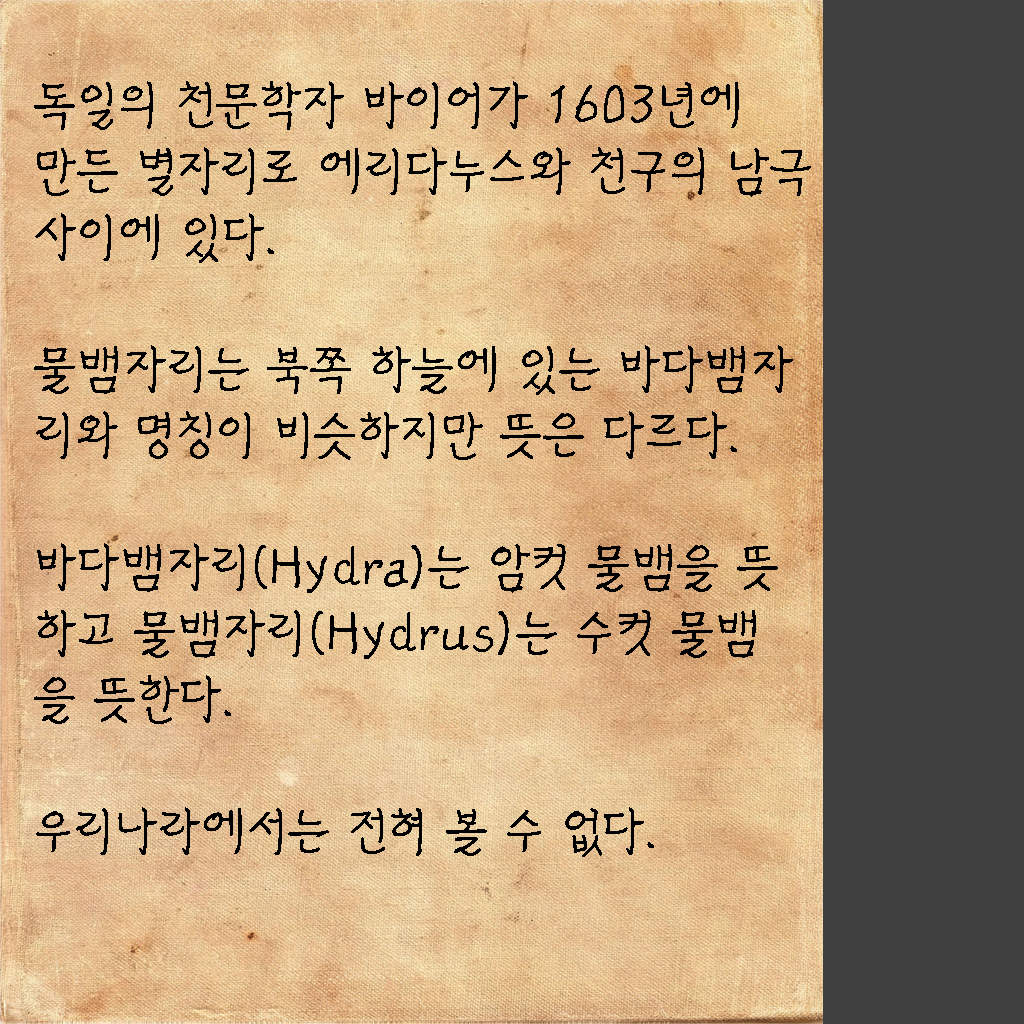 독일의 천문학자 바이어가 1603년에
만든 별자리로 에리다누스와 천구의 남극
사이에 있다.
물뱀자리는 북쪽 하늘에 있는 바다뱀자
리와 명칭이 비슷하지만 뜻은 다르다.
바다뱀자리(Hydra)는 암컷 물뱀을 뜻
하고 물뱀자리(Hydrus)는 수컷 물뱀
을 뜻한다.
우리나라에서는 전혀 볼 수 없다.